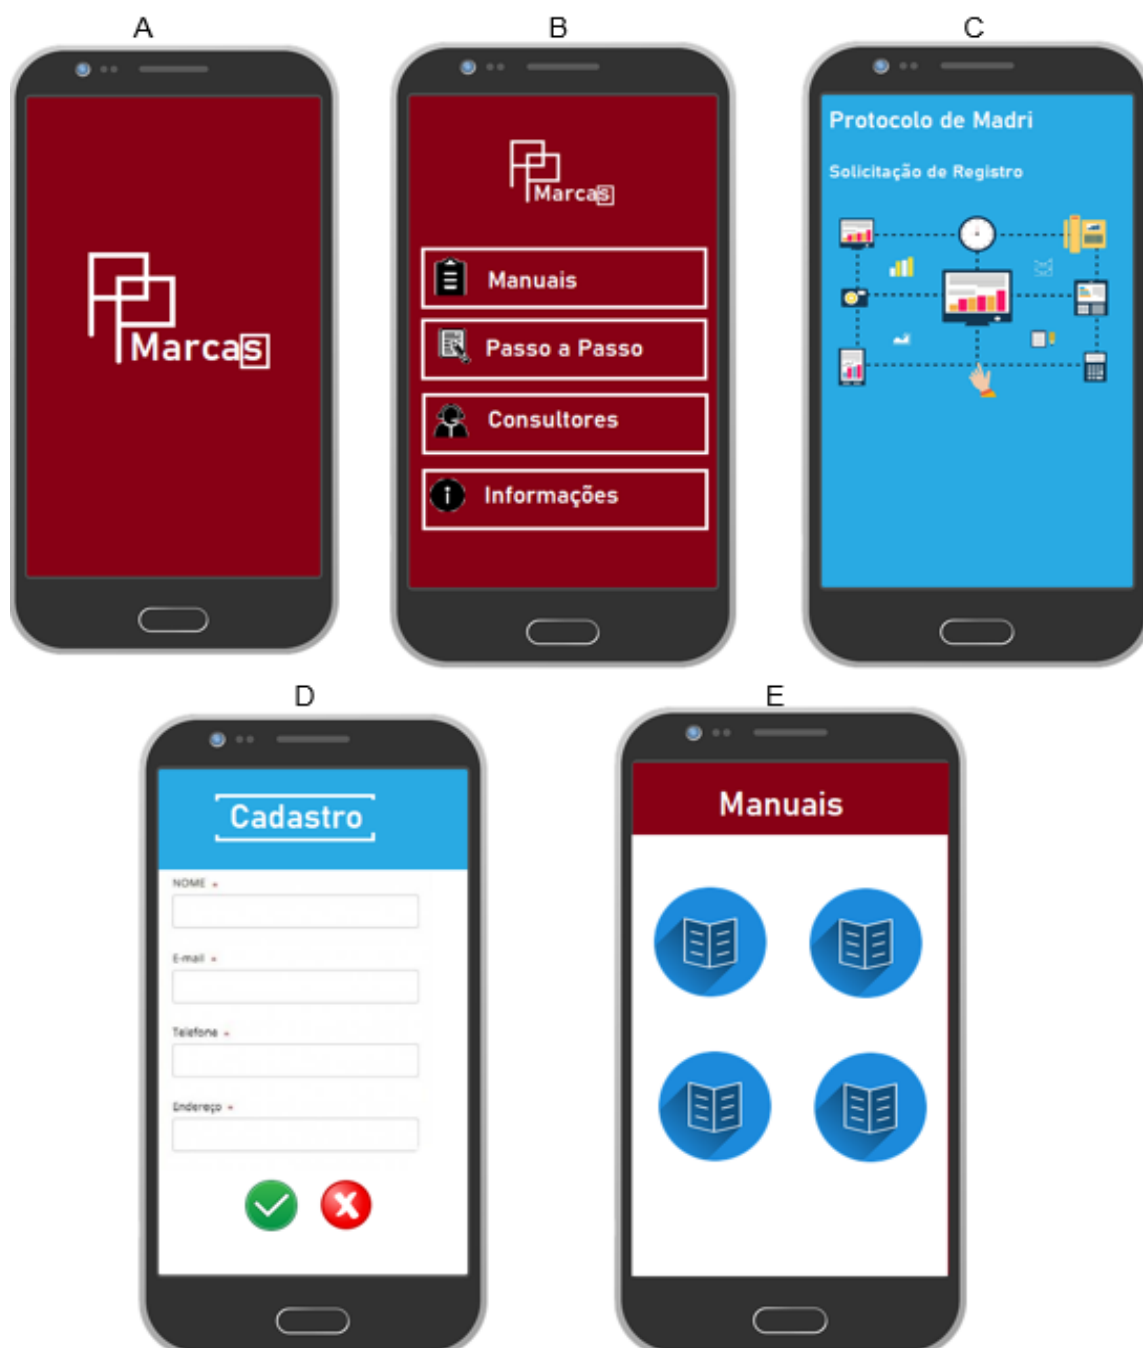 A
B
C
Marcas
Marcas
Manuais
Passo a Passo
Consultores
Informações
Protocolo de Madri
Solicitação de Registro
D
E
Cadastro
NOME *
E-mail *
Telefone *
Endereço *
Manuais